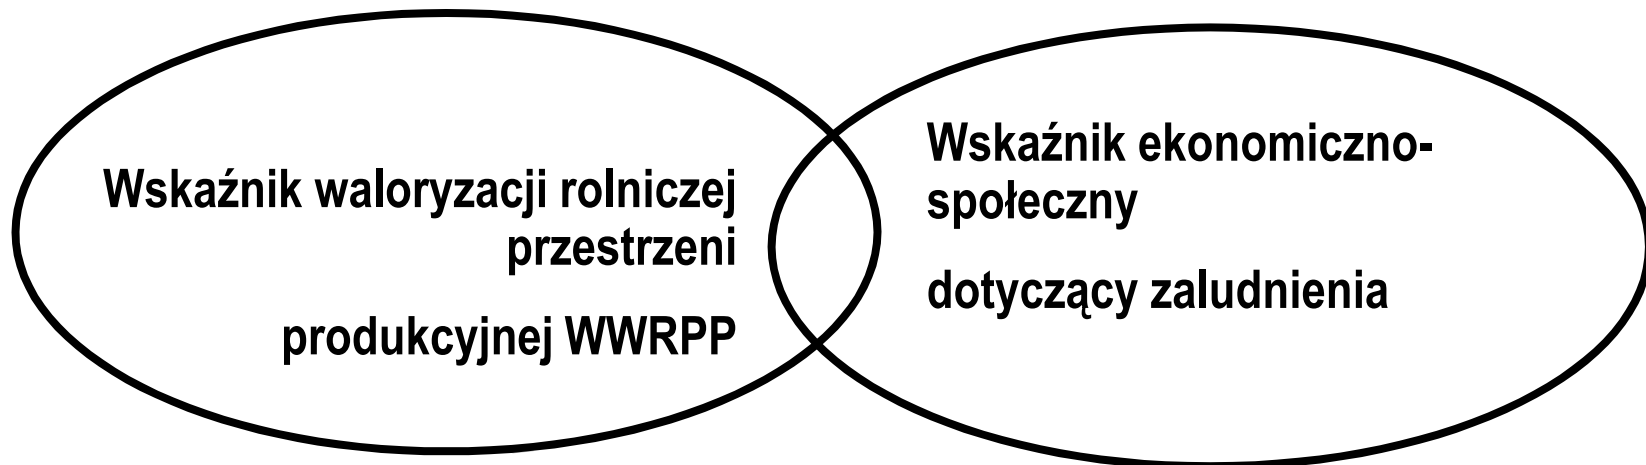 Wskaźnik waloryzacji rolniczej
przestrzeni
produkcyjnej WWRPP
Wskaźnik ekonomiczno-
społeczny
dotyczący zaludnienia